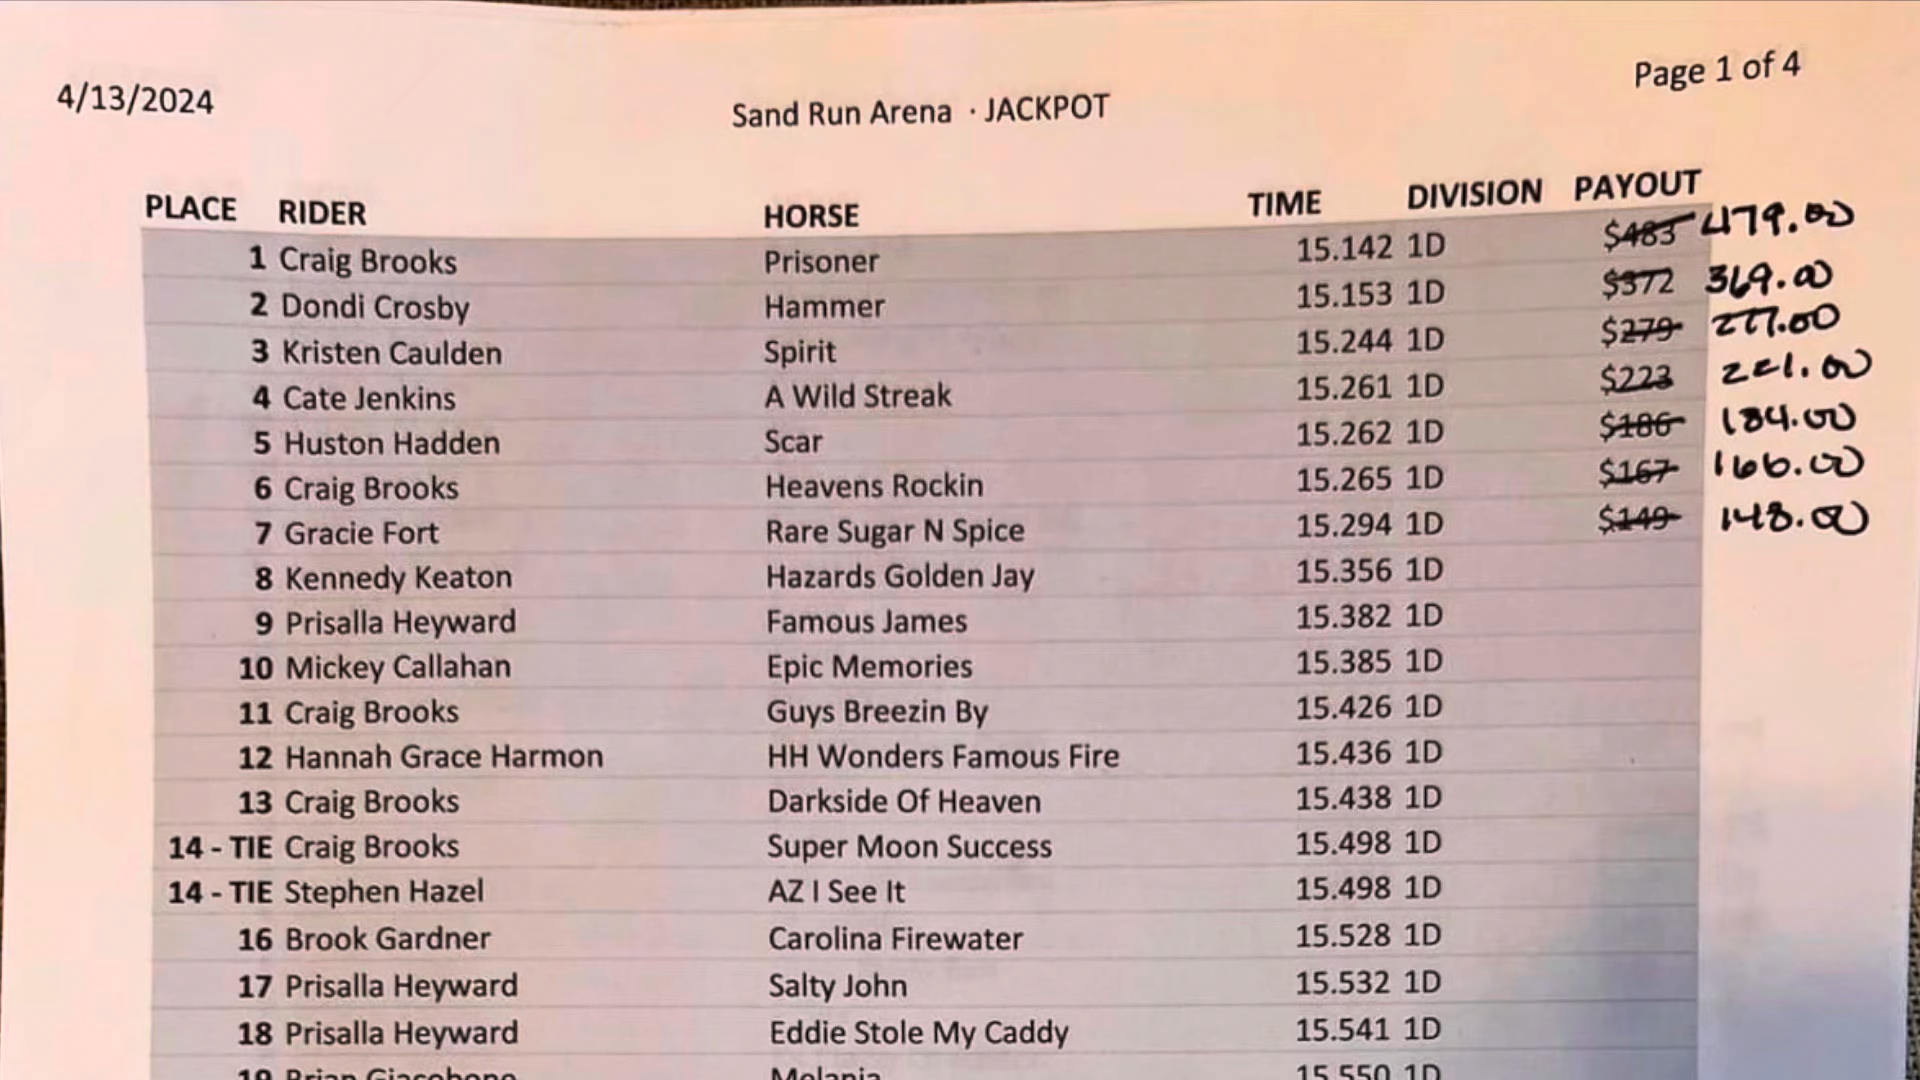 4/13/2024 Sand Run Arena · JACKPOT Page 1 of 4
PLACE RIDER HORSE TIME DIVISION PAYOUT
1 Craig Brooks Prisoner 15.142 1D $483 479.00
2 Dondi Crosby Hammer 15.153 1D $372 369.00
3 Kristen Caulden Spirit 15.244 1D $279 277.00
4 Cate Jenkins A Wild Streak 15.261 1D $223 221.00
5 Huston Hadden Scar 15.262 1D $186 184.00
6 Craig Brooks Heavens Rockin 15.265 1D $167 166.00
7 Gracie Fort Rare Sugar N Spice 15.294 1D $149 148.00
8 Kennedy Keaton Hazards Golden Jay 15.356 1D
9 Prisalla Heyward Famous James 15.382 1D
10 Mickey Callahan Epic Memories 15.385 1D
11 Craig Brooks Guys Breezin By 15.426 1D
12 Hannah Grace Harmon HH Wonders Famous Fire 15.436 1D
13 Craig Brooks Darkside Of Heaven 15.438 1D
14 - TIE Craig Brooks Super Moon Success 15.498 1D
14 - TIE Stephen Hazel AZ I See It 15.498 1D
16 Brook Gardner Carolina Firewater 15.528 1D
17 Prisalla Heyward Salty John 15.532 1D
18 Prisalla Heyward Eddie Stole My Caddy 15.541 1D
19 Brian Giacobone Melania 15.550 1D